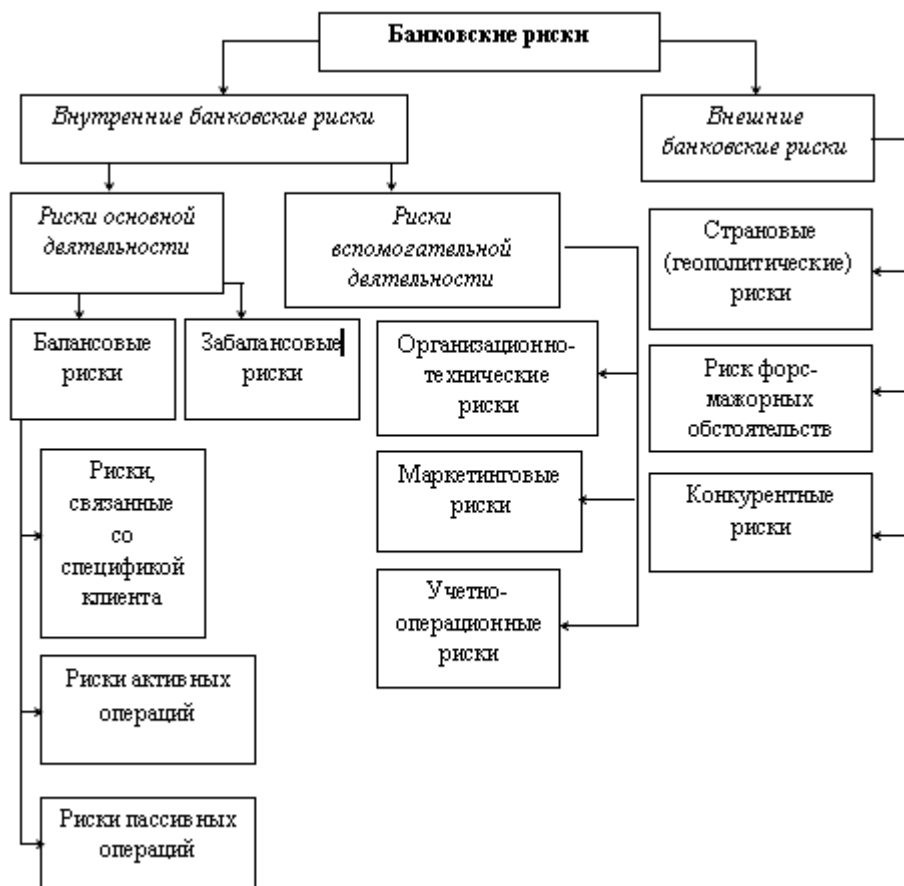 Банковские риски
Внутренние банковские риски
Внешние
банковские риски
Риски основной
деятельности
Риски
вспомогательной
деятельности
Страновые
(геополитические)
риски
Балансовые
риски
Забалансовые
риски
Организационно-
технические
риски
Риск форс-
мажорных
обстоятельств
Риски,
связанные
со
спецификой
клиента
Маркетинговые
риски
Конкурентные
риски
Учетно-
операционные
риски
Риски активных
операций
Риски пассивных
операций